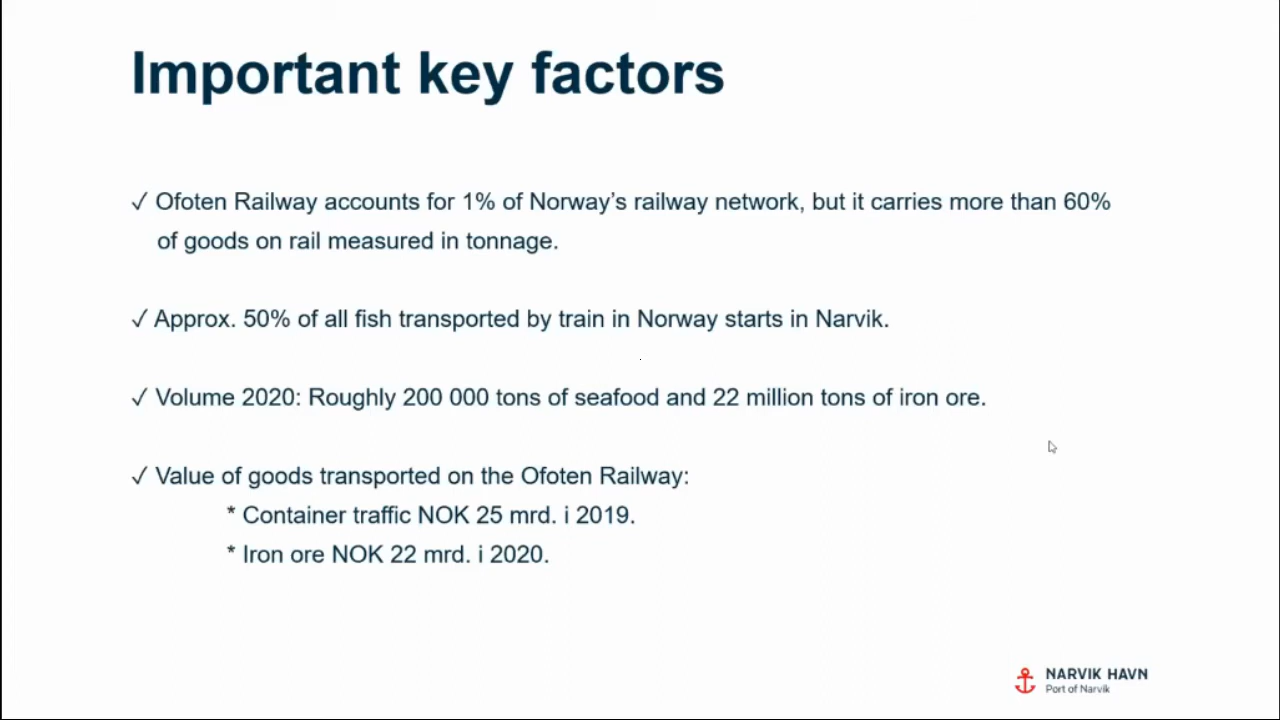 Important key factors
✓ Ofoten Railway accounts for 1% of Norway’s railway network, but it carries more than 60%
of goods on rail measured in tonnage.
✓ Approx. 50% of all fish transported by train in Norway starts in Narvik.
✓ Volume 2020: Roughly 200 000 tons of seafood and 22 million tons of iron ore.
✓ Value of goods transported on the Ofoten Railway:
* Container traffic NOK 25 mrd. i 2019.
* Iron ore NOK 22 mrd. i 2020.
NARVIK HAVN
Port of Narvik